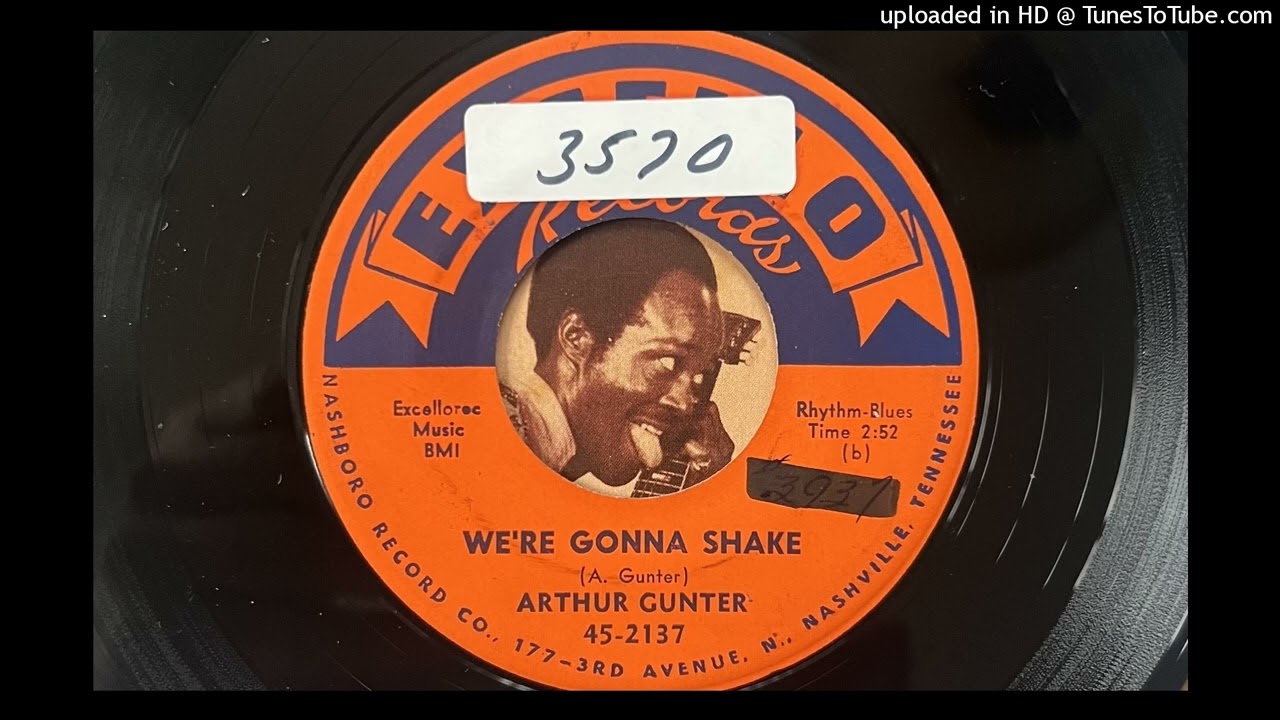 uploaded in HD @ TunesToTube.com
3570
Records
Excellorec
Music
BMI
Rhythm-Blues
Time 2:52
(b)
WE'RE GONNA SHAKE
(A. Gunter)
ARTHUR GUNTER
45-2137
NASHBORO RECORD CO., 177-3RD AVENUE, N., NASHVILLE, TENNESSEE